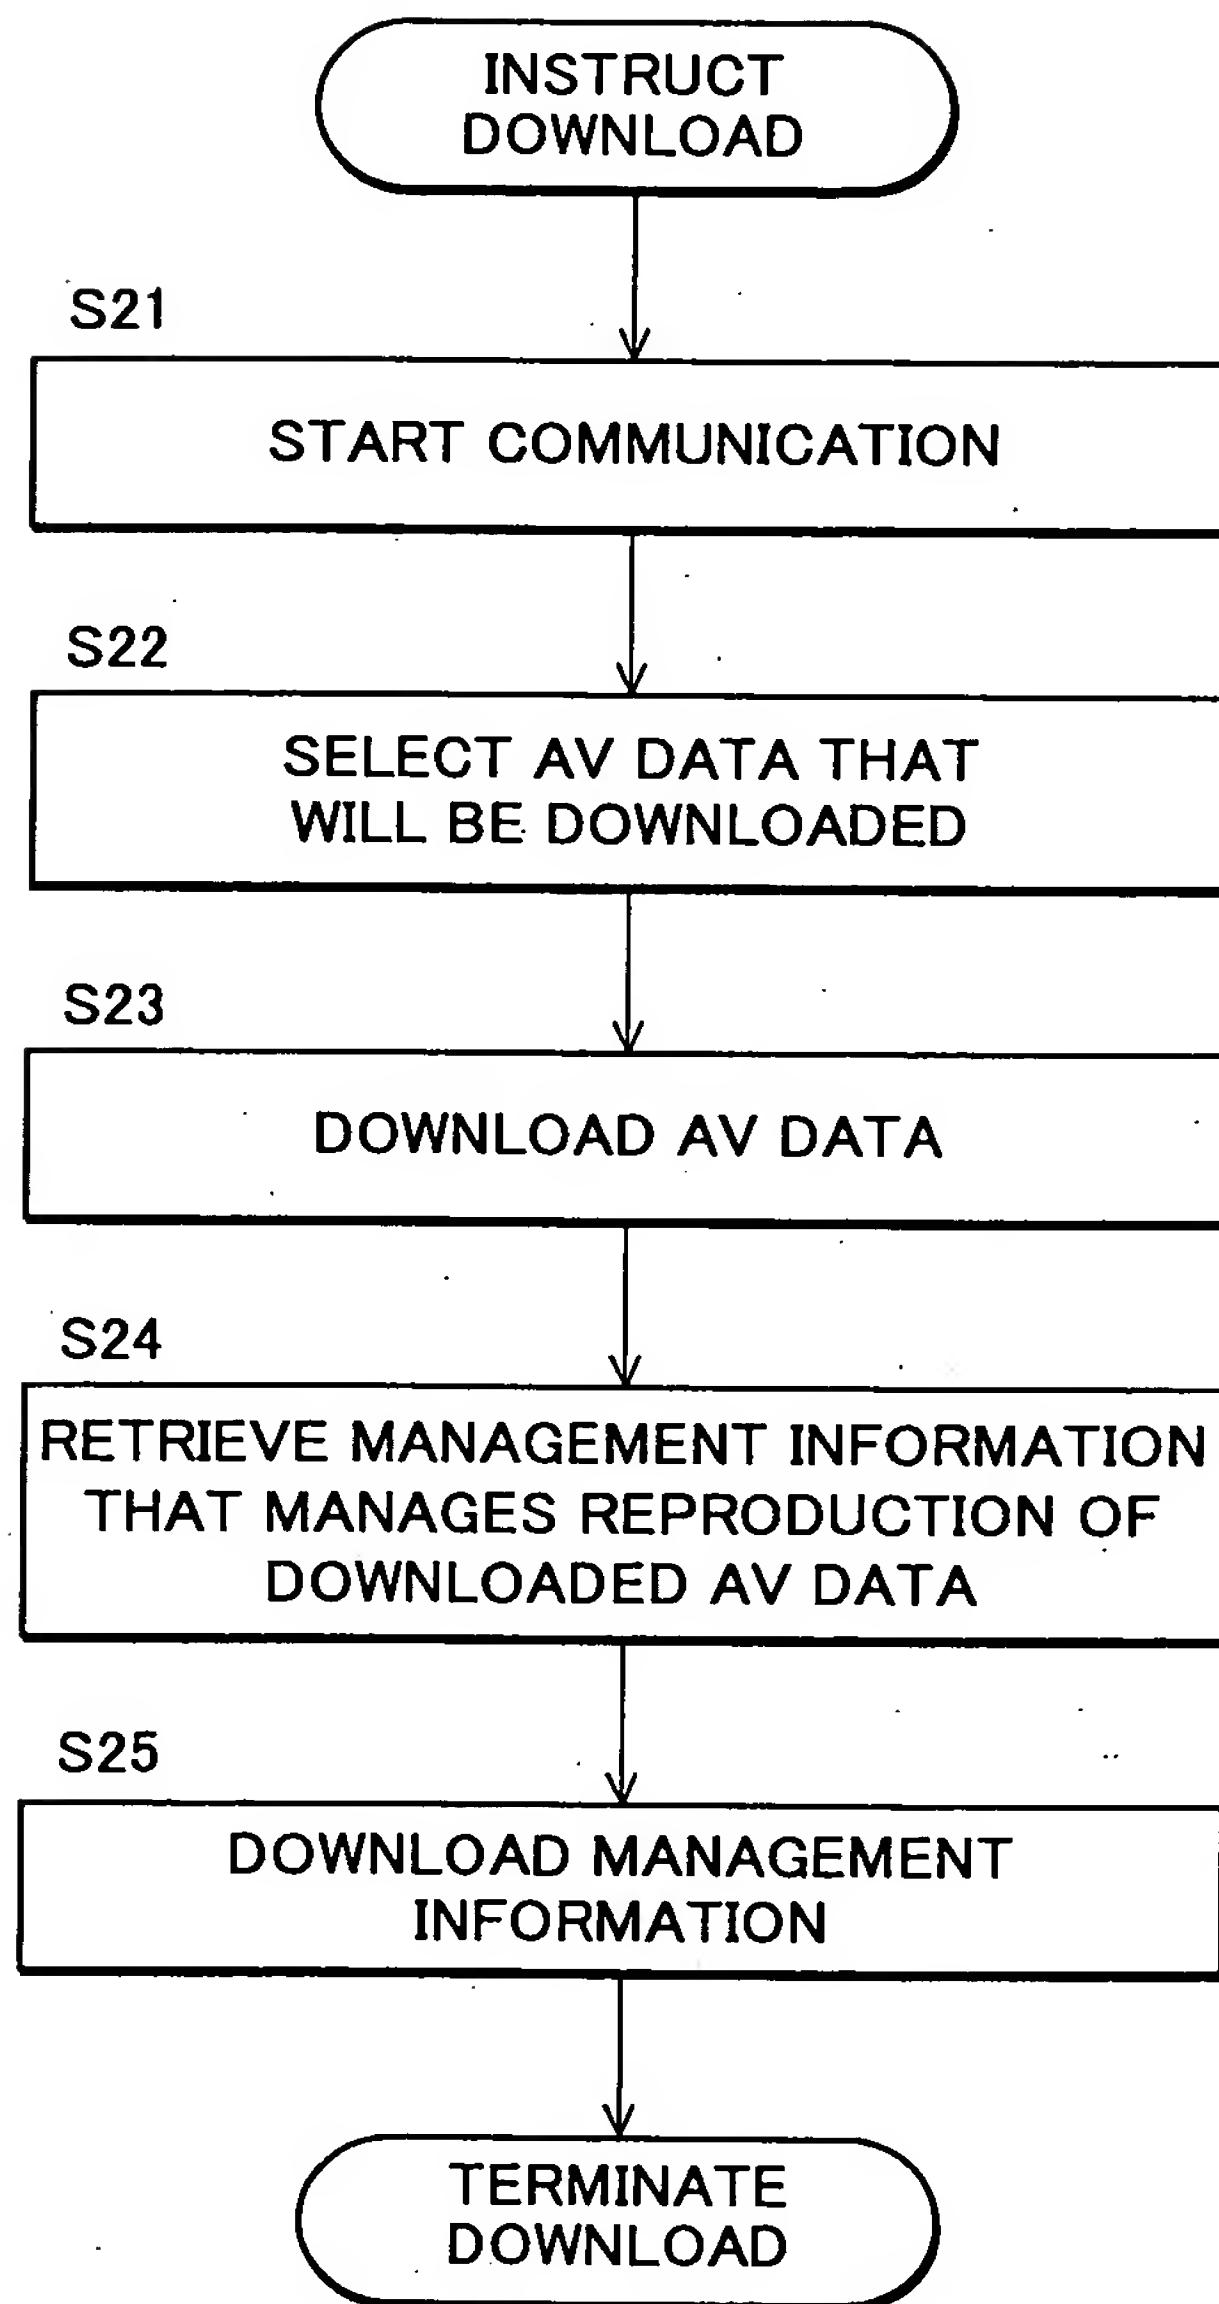 INSTRUCT
DOWNLOAD
S21
START COMMUNICATION
S22
SELECT AV DATA THAT
WILL BE DOWNLOADED
S23
DOWNLOAD AV DATA
S24
RETRIEVE MANAGEMENT INFORMATION
THAT MANAGES REPRODUCTION OF
DOWNLOADED AV DATA
S25
DOWNLOAD MANAGEMENT
INFORMATION
TERMINATE
DOWNLOAD